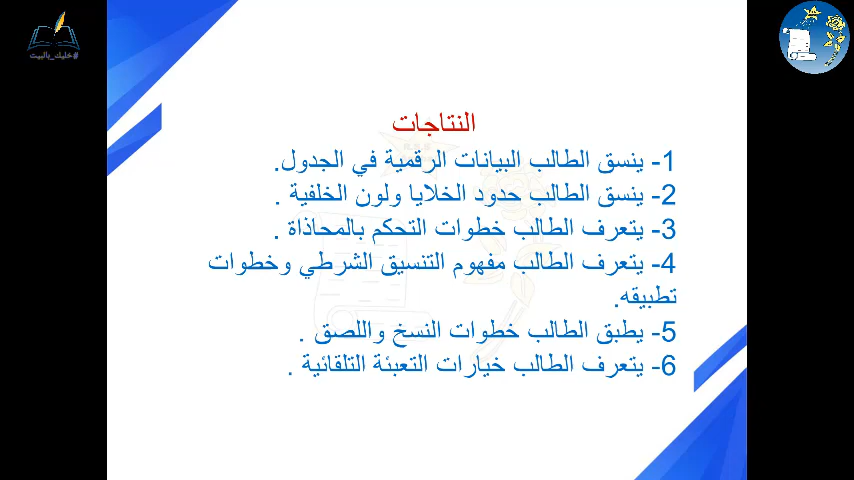 #خليك_بالبيت
النتاجات
1- ينسق الطالب البيانات الرقمية في الجدول.
2- ينسق الطالب حدود الخلايا ولون الخلفية .
3- يتعرف الطالب خطوات التحكم بالمحاذاة .
4- يتعرف الطالب مفهوم التنسيق الشرطي وخطوات
تطبيقه.
5- يطبق الطالب خطوات النسخ واللصق .
6- يتعرف الطالب خيارات التعبئة التلقائية .